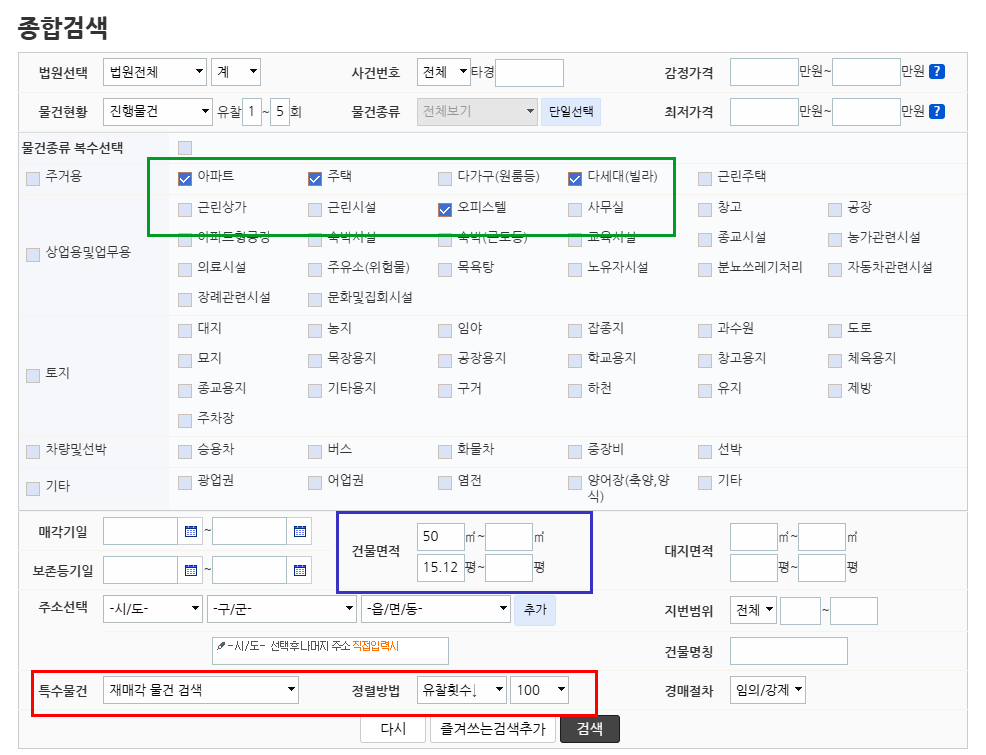 종합검색
법원선택 법원전체 계 사건번호 전체 타경 감정가격 만원~ 만원 ?
물건현황 진행물건 유찰 1 ~ 5 회 물건종류 전체보기 단일선택 최저가격 만원~ 만원 ?
물건종류 복수선택
주거용 아파트 주택 다가구(원룸등) 다세대(빌라) 근린주택
근린상가 근린시설 오피스텔 사무실 창고 공장
아파트형공장 숙박시설 숙박(콘도등) 교육시설 종교시설 농가관련시설
상업용및업무용
의료시설 주유소(위험물) 목욕탕 노유자시설 분뇨쓰레기처리 자동차관련시설
장례관련시설 문화및집회시설
대지 농지 임야 잡종지 과수원 도로
묘지 목장용지 공장용지 학교용지 창고용지 체육용지
토지
종교용지 기타용지 구거 하천 유지 제방
주차장
차량및선박 승용차 버스 화물차 중장비 선박
기타 광업권 어업권 염전 양어장(축양,양
식) 기타
매각기일 ~ 건물면적 50 ㎡~ ㎡ 대지면적 ㎡~ ㎡
보존등기일 ~ 15.12 평~ 평 평~ 평
주소선택 -시/도- -구/군- -읍/면/동- 추가 지번범위 전체 ~
-시/도- 선택후 나머지 주소 직접입력시 건물명칭
특수물건 재매각 물건 검색 정렬방법 유찰횟수↓ 100 경매절차 임의/강제
다시 즐겨쓰는검색추가 검색